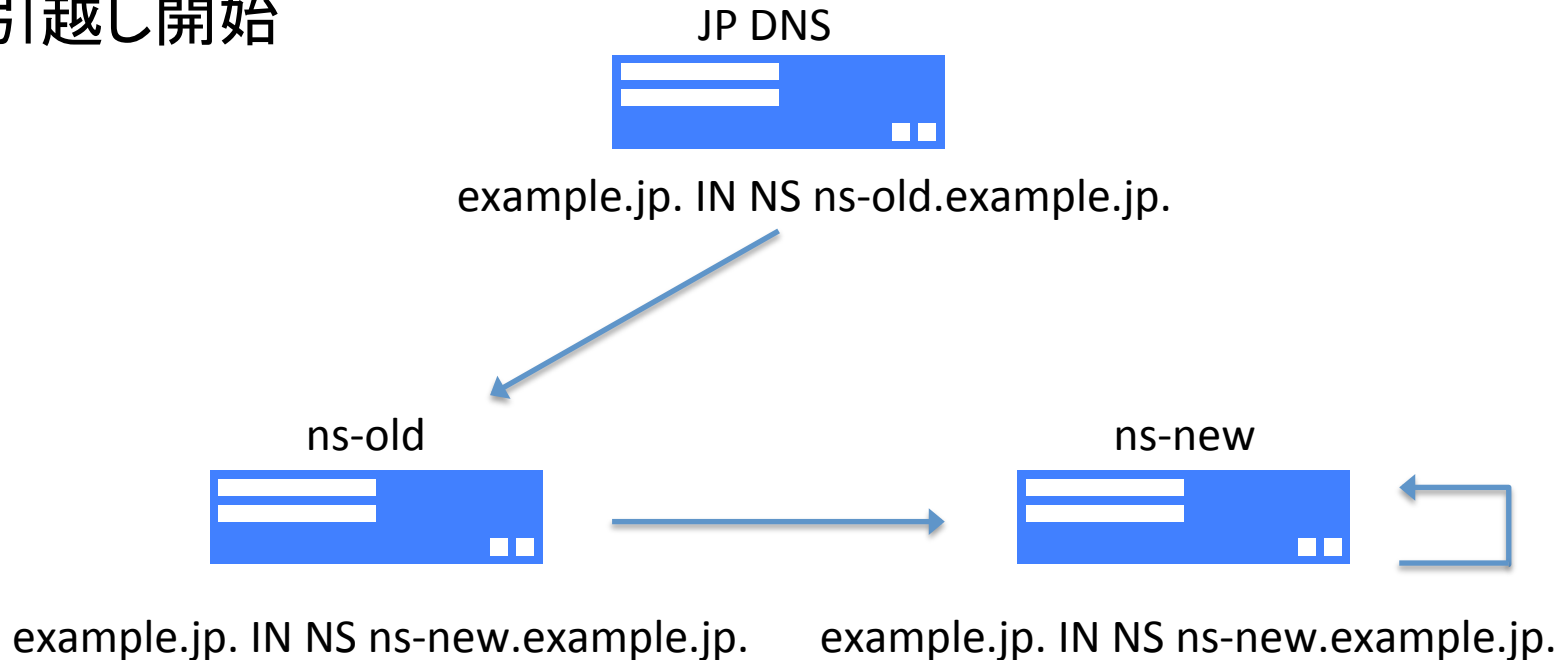 引越し開始
JP DNS
example.jp. IN NS ns-old.example.jp.
ns-old
ns-new
example.jp. IN NS ns-new.example.jp.
example.jp. IN NS ns-new.example.jp.